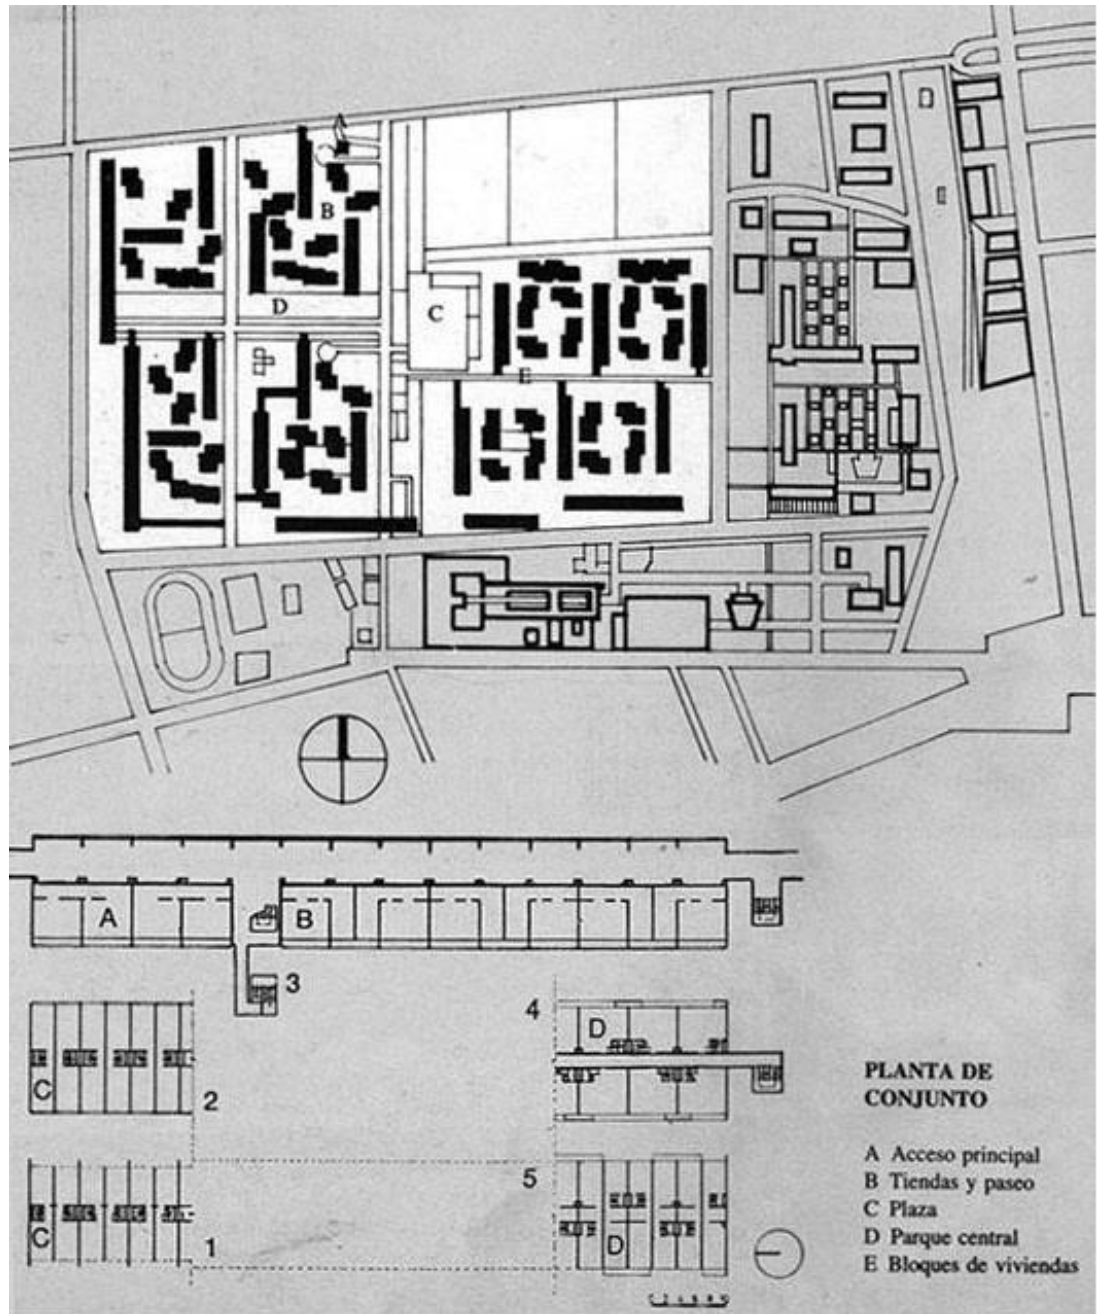 A
B
D
C
E
A
B
3
4
D
C
2
5
C
1
D
PLANTA DE
CONJUNTO
A Acceso principal
B Tiendas y paseo
C Plaza
D Parque central
E Bloques de viviendas